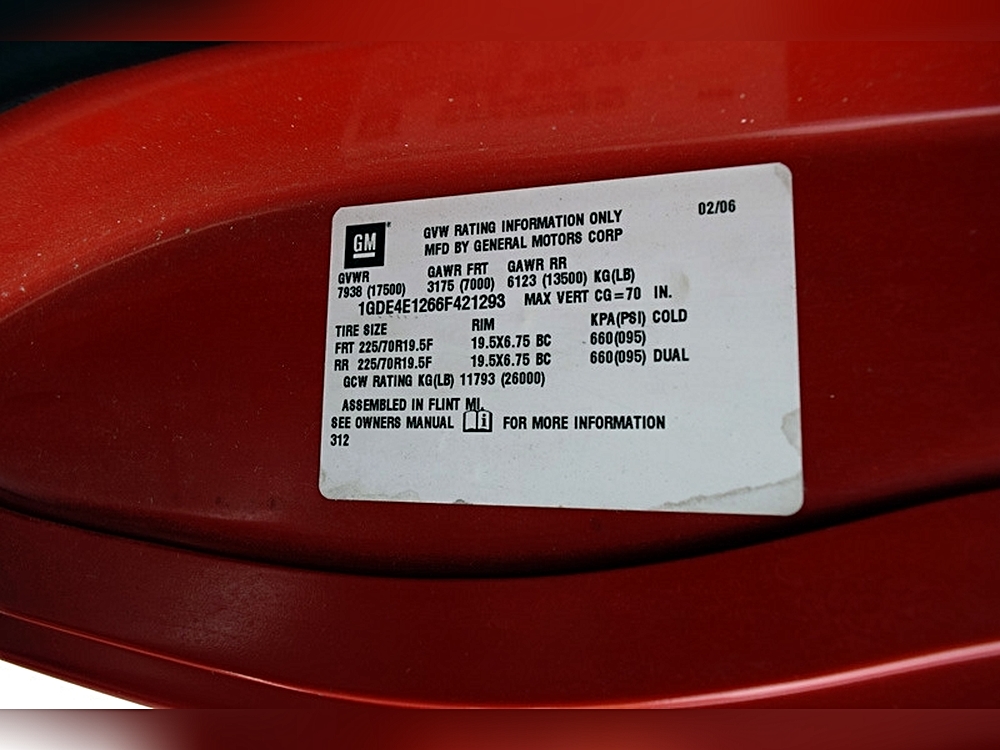 GM
GVW RATING INFORMATION ONLY
02/06
MFD BY GENERAL MOTORS CORP
GVWR GAWR FRT GAWR RR
7938 (17500) 3175 (7000) 6123 (13500) KG(LB)
1GDE4E1266F421293 MAX VERT CG=70 IN.
TIRE SIZE RIM KPA(PSI) COLD
FRT 225/70R19.5F 19.5X6.75 BC 660(095)
RR 225/70R19.5F 19.5X6.75 BC 660(095) DUAL
GCW RATING KG(LB) 11793 (26000)
ASSEMBLED IN FLINT MI.
SEE OWNERS MANUAL i FOR MORE INFORMATION
312